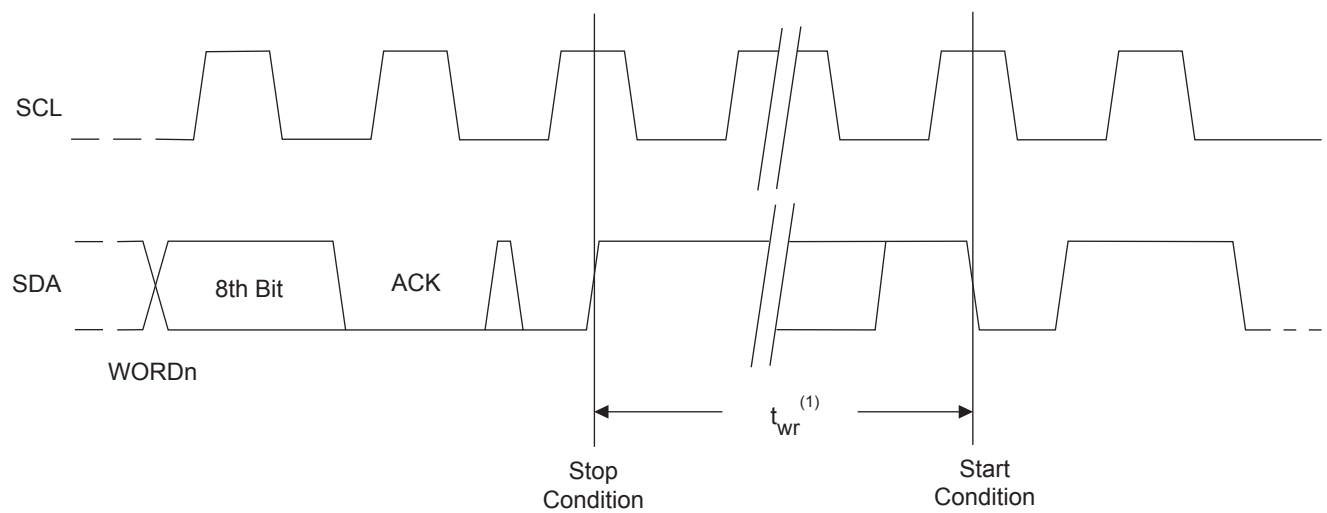 SCL
SDA
8th Bit
ACK
WORDn
twr(1)
Stop
Condition
Start
Condition